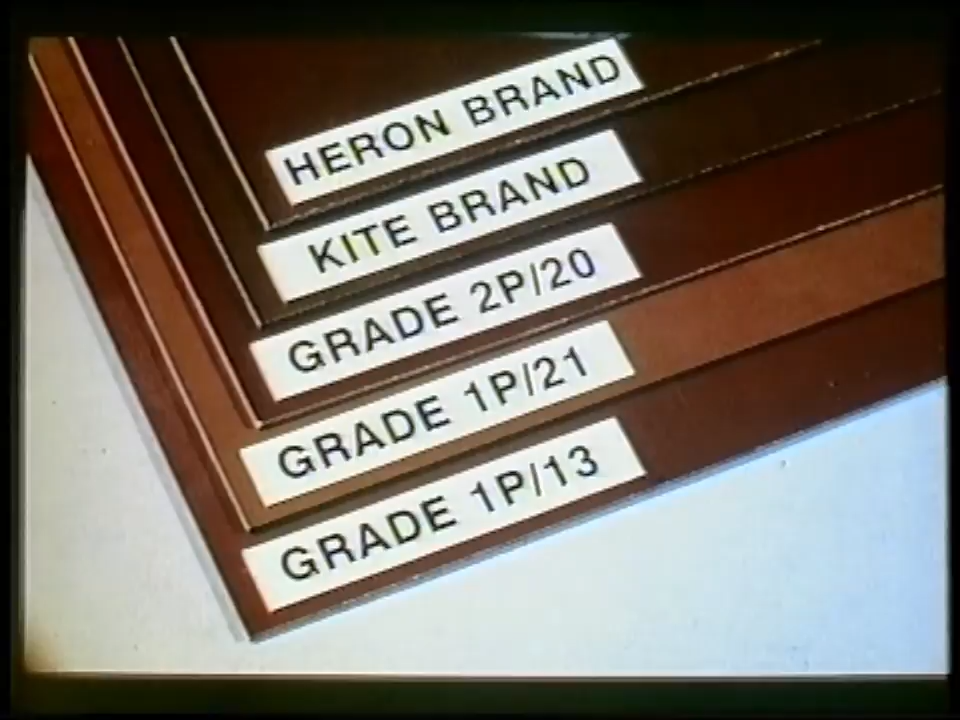 HERON BRAND
KITE BRAND
GRADE 2P/20
GRADE 1P/21
GRADE 1P/13